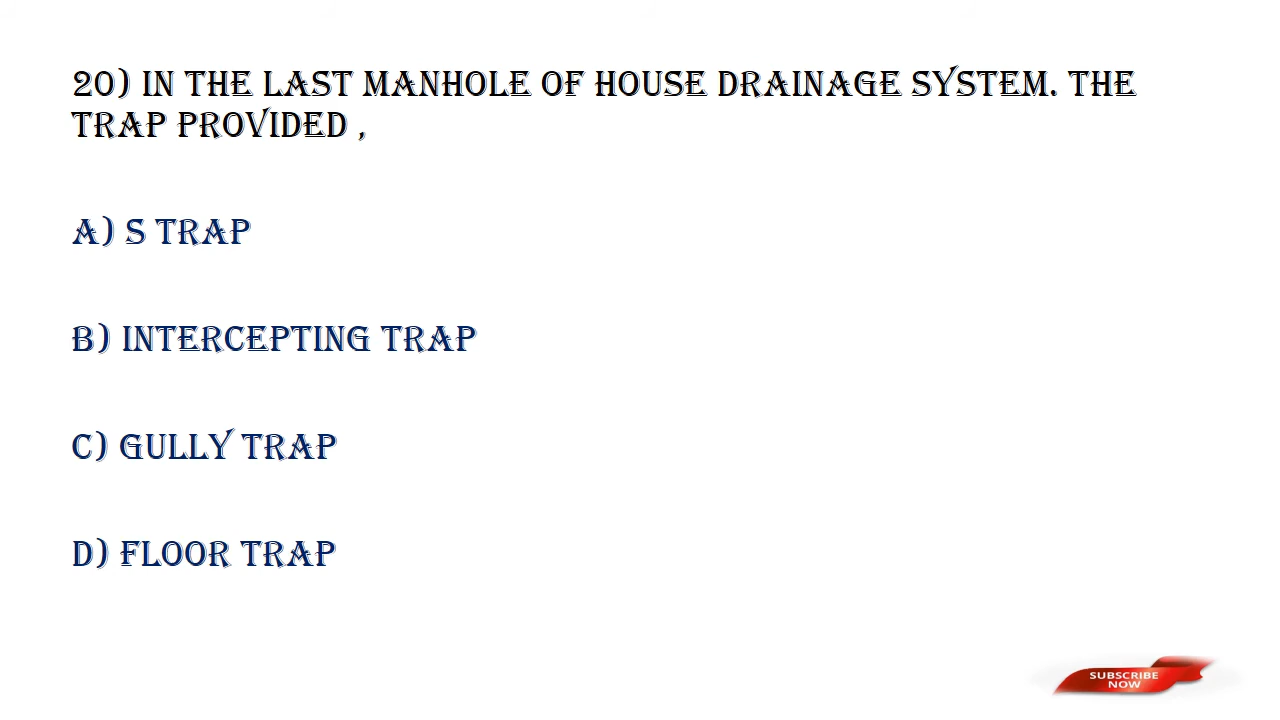 20) IN THE LAST MANHOLE OF HOUSE DRAINAGE SYSTEM. THE
TRAP PROVIDED ,
A) S TRAP
B) INTERCEPTING TRAP
C) GULLY TRAP
D) FLOOR TRAP
SUBSCRIBE
NOW